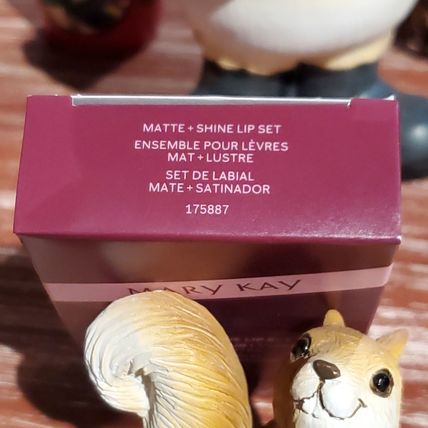 MATTE + SHINE LIP SET
ENSEMBLE POUR LÈVRES
MAT + LUSTRE
SET DE LABIAL
MATE + SATINADOR
175887
MARY KAY